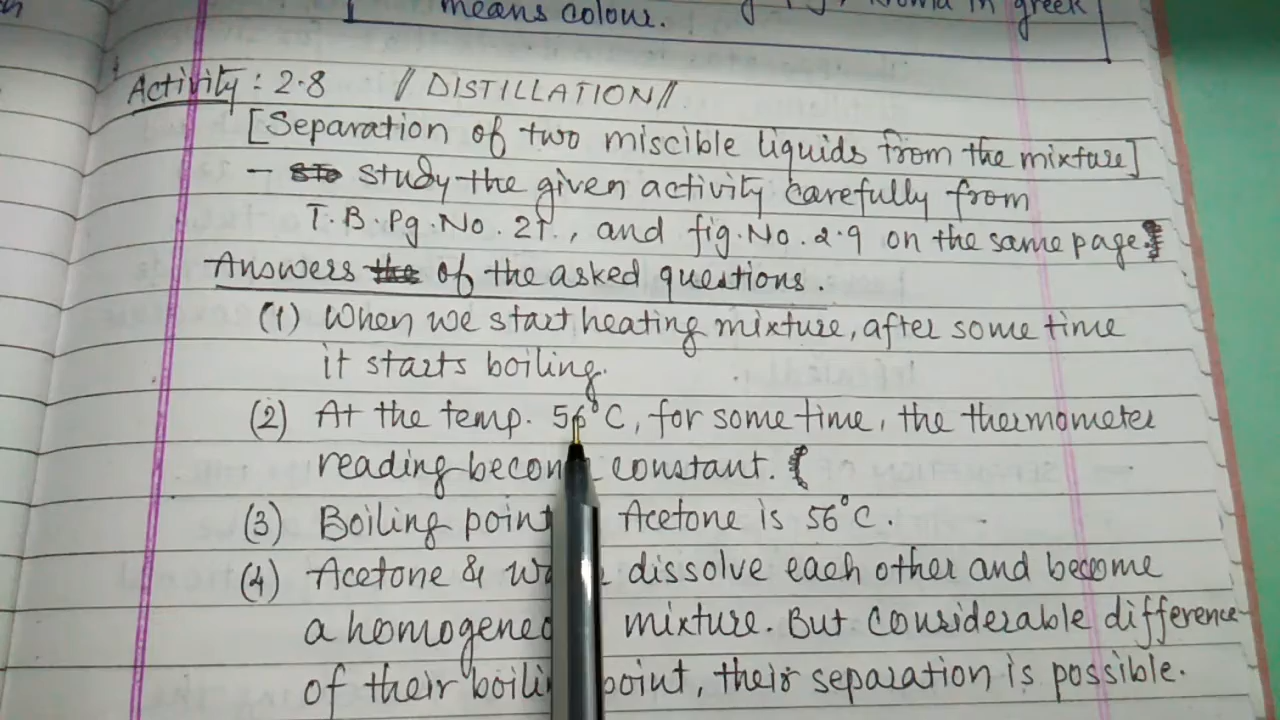 means colour.
in greek
Activity : 2.8 // DISTILLATION //
[Separation of two miscible liquids from the mixture]
- study the given activity carefully from
T.B. Pg. No. 21., and fig. No. 2.9 on the same page.
Answers of the asked questions.
(1) When we start heating mixture, after some time
it starts boiling.
(2) At the temp. 56°C, for some time, the thermometer
reading constant.
(3) Boiling point Acetone is 56°C.
(4) Acetone & dissolve each other and become
a mixture. But considerable difference
of their point, their separation is possible.